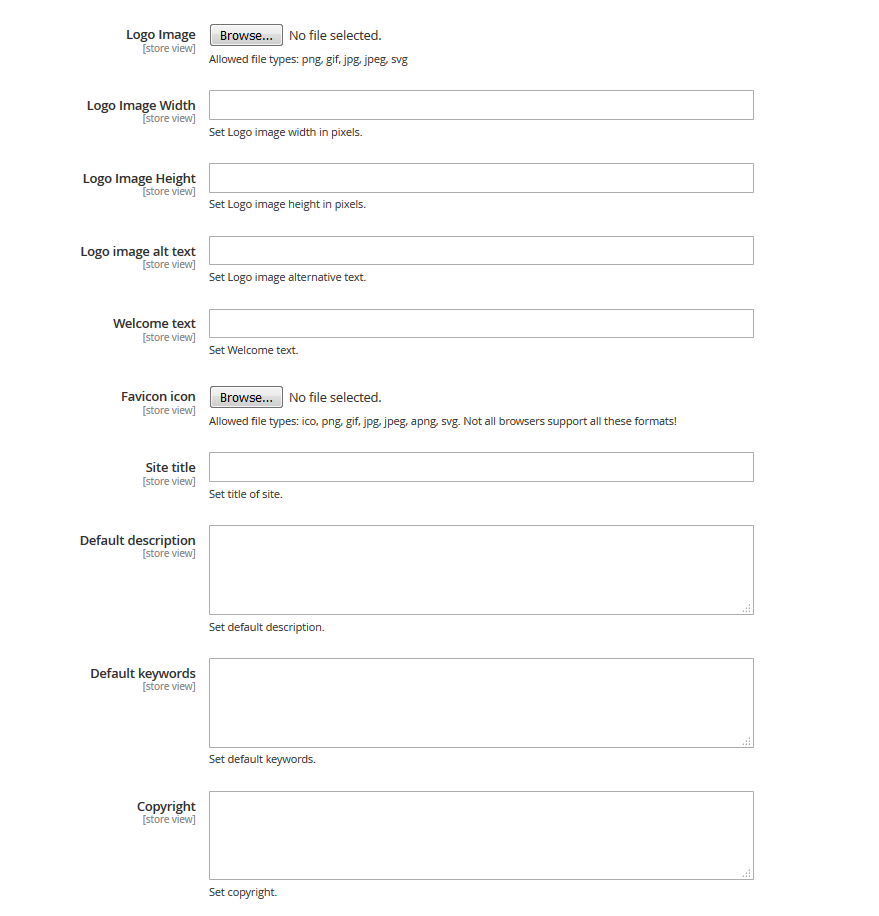 Logo Image
[store view]
Browse... No file selected.
Allowed file types: png, gif, jpg, jpeg, svg
Logo Image Width
[store view]
Set Logo image width in pixels.
Logo Image Height
[store view]
Set Logo image height in pixels.
Logo image alt text
[store view]
Set Logo image alternative text.
Welcome text
[store view]
Set Welcome text.
Favicon icon
[store view]
Browse... No file selected.
Allowed file types: ico, png, gif, jpg, jpeg, apng, svg. Not all browsers support all these formats!
Site title
[store view]
Set title of site.
Default description
[store view]
Set default description.
Default keywords
[store view]
Set default keywords.
Copyright
[store view]
Set copyright.